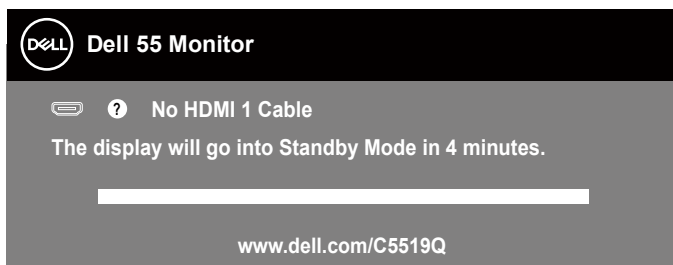 DELL Dell 55 Monitor
? No HDMI 1 Cable
The display will go into Standby Mode in 4 minutes.
www.dell.com/C5519Q